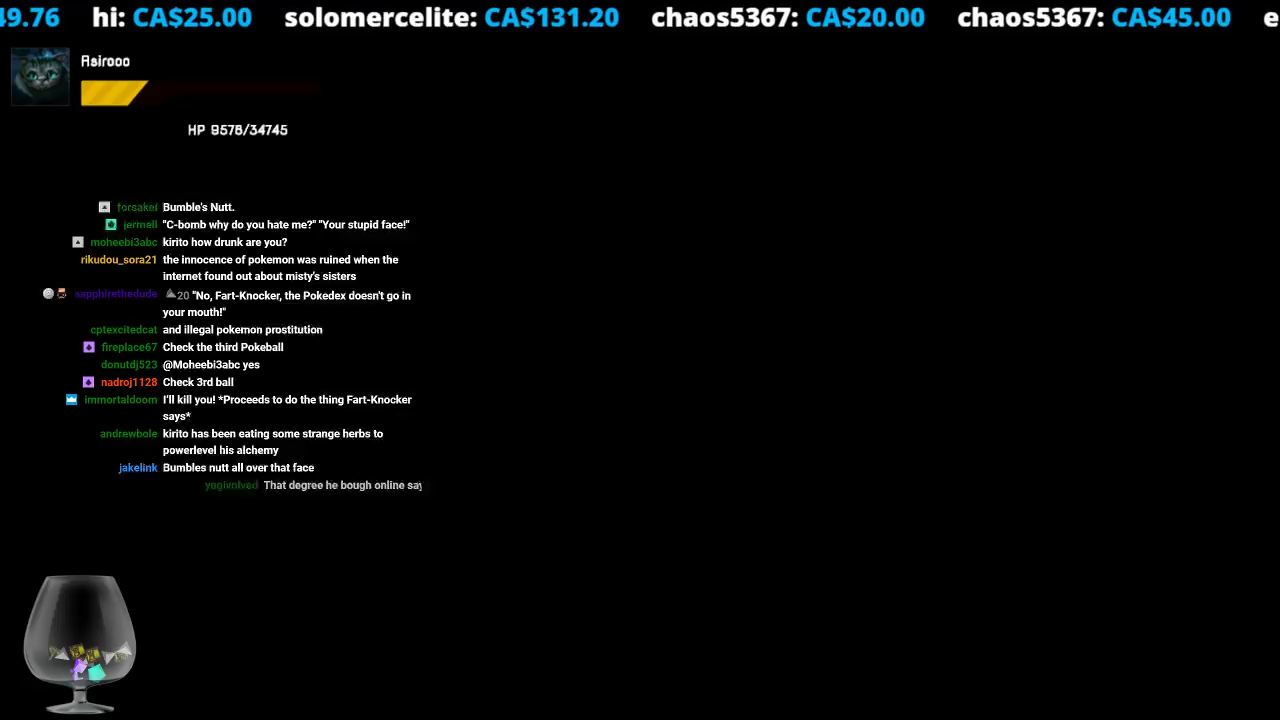 49.76 hi: CA$25.00 solomercelite: CA$131.20 chaos5367: CA$20.00 chaos5367: CA$45.00 e
Asirooo
HP 9578/34745
forsakei Bumble's Nutt.
jermell "C-bomb why do you hate me?" "Your stupid face!"
moheebi3abc kirito how drunk are you?
rikudou_sora21 the innocence of pokemon was ruined when the
internet found out about misty's sisters
sapphirethedude 20 "No, Fart-Knocker, the Pokedex doesn't go in
your mouth!"
cptexcitedcat and illegal pokemon prostitution
fireplace67 Check the third Pokeball
donutdj523 @Moheebi3abc yes
nadroj1128 Check 3rd ball
immortaldoom I'll kill you! *Proceeds to do the thing Fart-Knocker
says*
andrewbole kirito has been eating some strange herbs to
powerlevel his alchemy
jakelink Bumbles nutt all over that face
That degree he bough online say